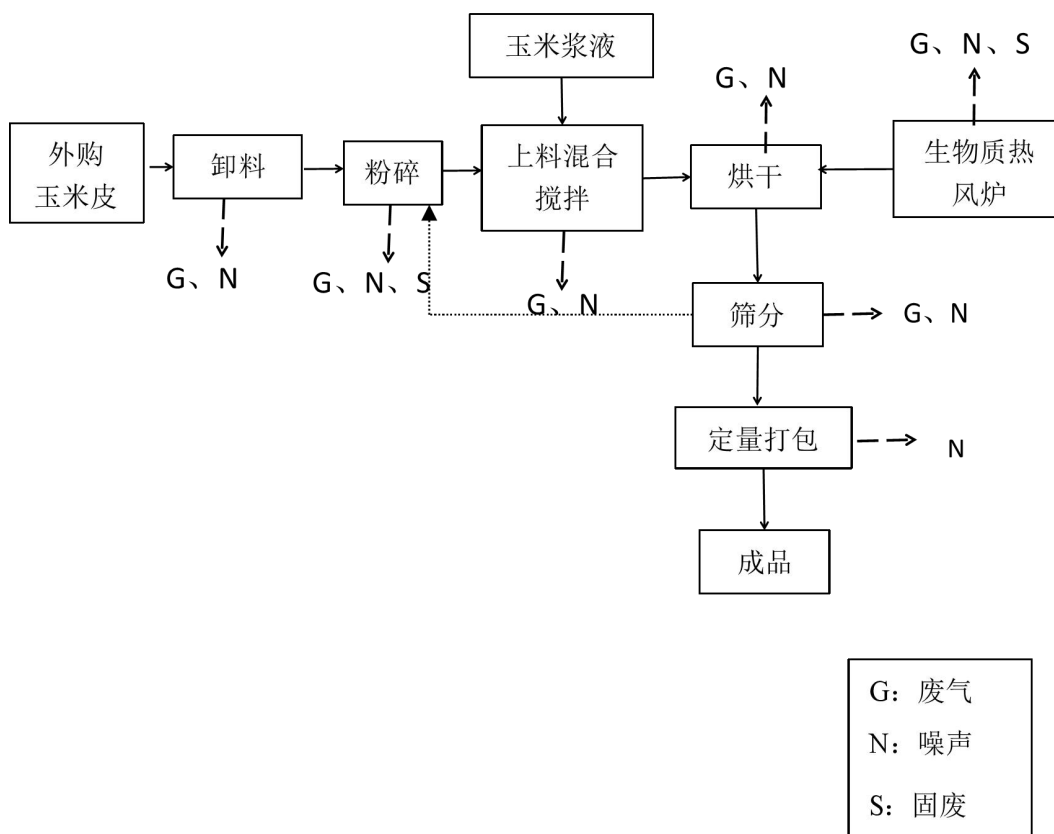 玉米浆液
G、N、S
G、N
外购
玉米皮
卸料
粉碎
上料混合
搅拌
烘干
生物质热
风炉
G、N
G、N、S
G、N
筛分
G、N
定量打包
N
成品
G：废气
N：噪声
S：固废